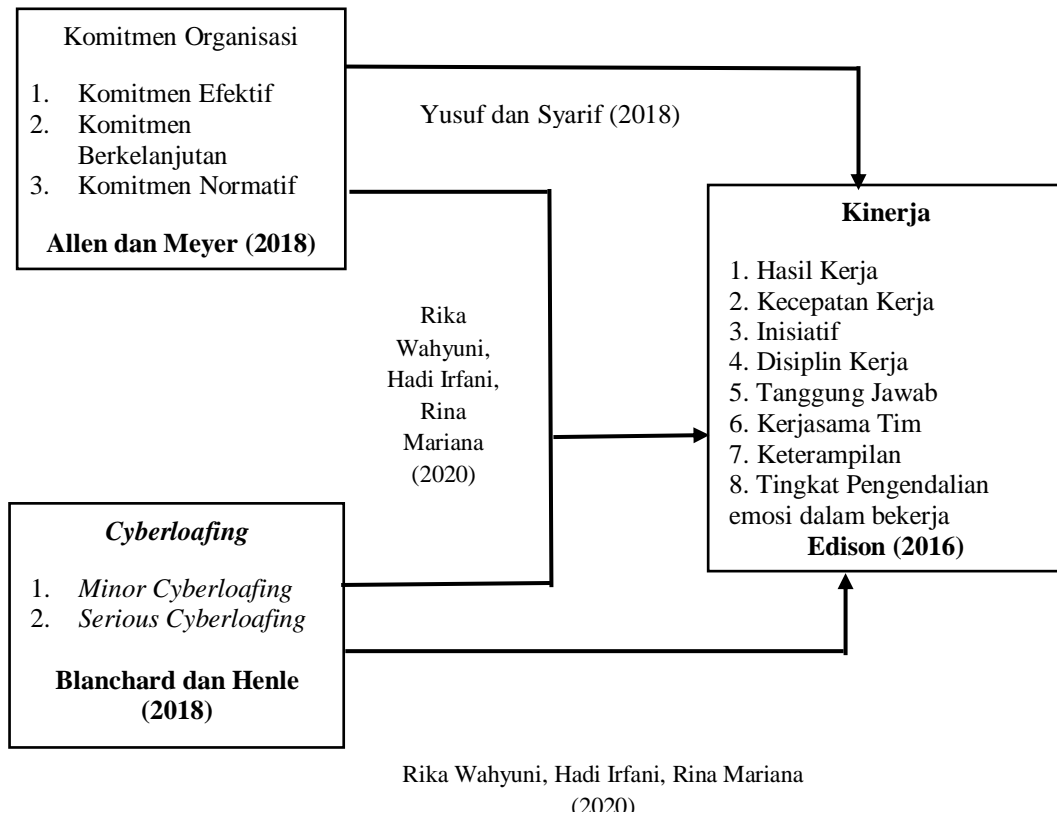 Komitmen Organisasi
1. Komitmen Efektif
2. Komitmen
Berkelanjutan
3. Komitmen Normatif
Allen dan Meyer (2018)
Yusuf dan Syarif (2018)
Kinerja
1. Hasil Kerja
2. Kecepatan Kerja
3. Inisiatif
4. Disiplin Kerja
5. Tanggung Jawab
6. Kerjasama Tim
7. Keterampilan
8. Tingkat Pengendalian
emosi dalam bekerja
Edison (2016)
Rika
Wahyuni,
Hadi Irfani,
Rina
Mariana
(2020)
Cyberloafing
1. Minor Cyberloafing
2. Serious Cyberloafing
Blanchard dan Henle
(2018)
Rika Wahyuni, Hadi Irfani, Rina Mariana
(2020)